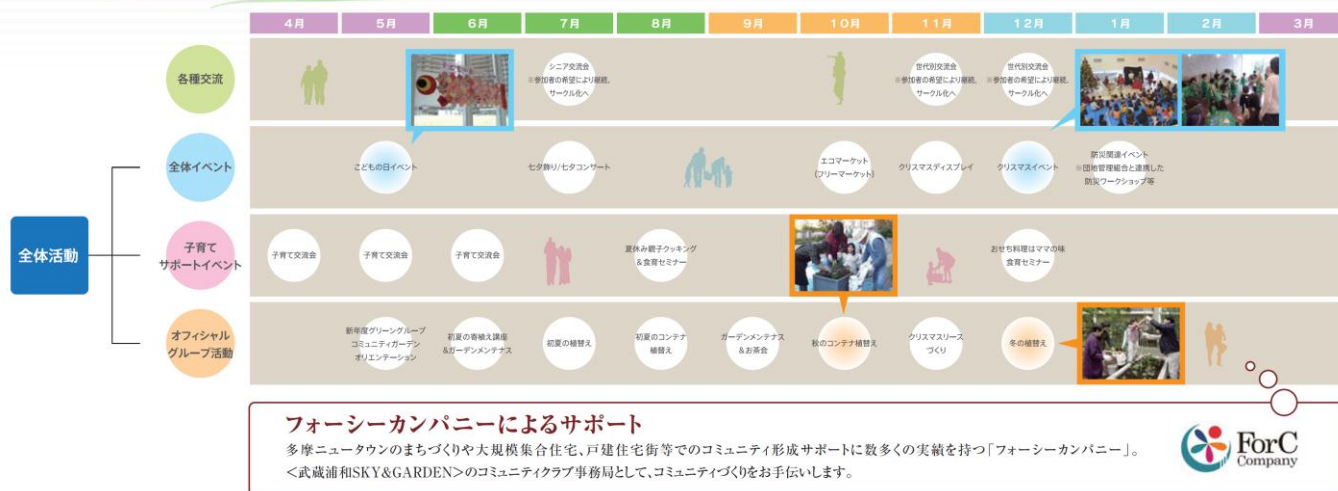 4月
5月
6月
7月
8月
9月
10月
11月
12月
1月
2月
3月
各種交流
シニア交流会
※参加者の希望により継続、
サークル化へ
世代別交流会
※参加者の希望により継続、
サークル化へ
世代別交流会
※参加者の希望により継続、
サークル化へ
全体イベント
こどもの日イベント
七夕飾り/七夕コンサート
エコマーケット
(フリーマーケット)
クリスマスディスプレイ
クリスマスイベント
防災関連イベント
※団地管理組合と連携した
防災ワークショップ等
全体活動
子育て
サポートイベント
子育て交流会
子育て交流会
子育て交流会
夏休み親子クッキング
&食育セミナー
おせち料理はママの味
食育セミナー
オフィシャル
グループ活動
新年度グリーングループ
コミュニティガーデン
オリエンテーション
初夏の寄植え講座
&ガーデンメンテナス
初夏の植替え
初夏のコンテナ
植替え
ガーデンメンテナス
&お茶会
秋のコンテナ植替え
クリスマスリース
づくり
冬の植替え
フォーシーカンパニーによるサポート
多摩ニュータウンのまちづくりや大規模集合住宅、戸建住宅街等でのコミュニティ形成サポートに数多くの実績を持つ「フォーシーカンパニー」。
<武蔵浦和SKY&GARDEN>のコミュニティクラブ事務局として、コミュニティづくりをお手伝いします。
ForC
Company